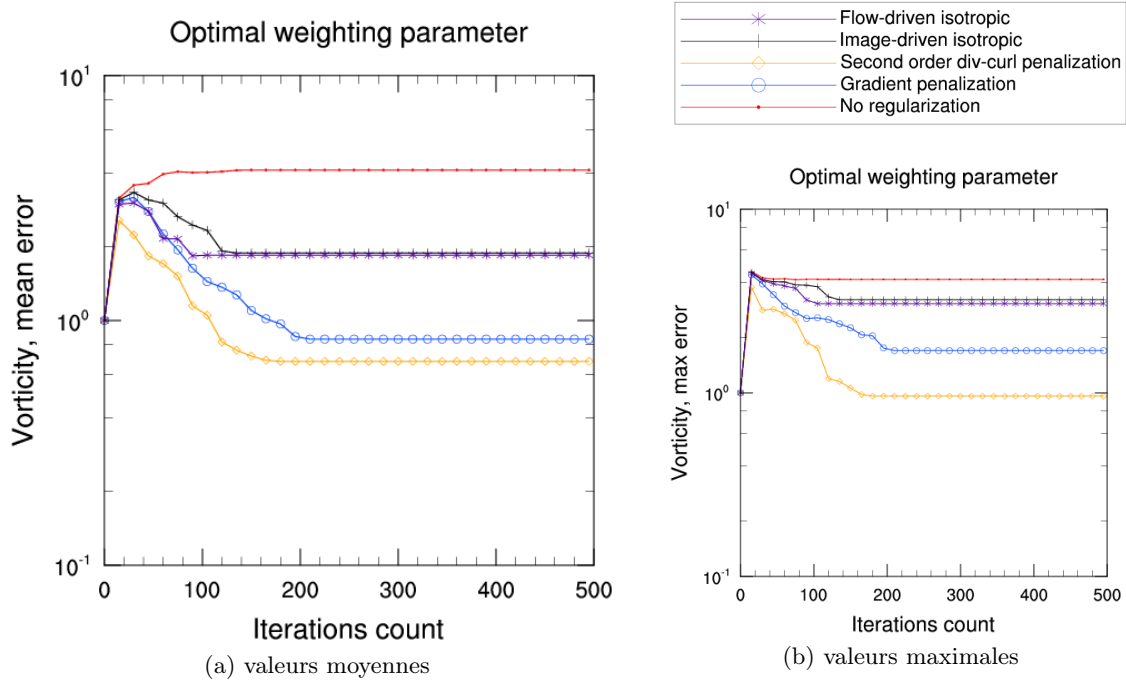 Optimal weighting parameter
10^1
10^0
10^-1
Vorticity, mean error
0 100 200 300 400 500
Iterations count
(a) valeurs moyennes
Flow-driven isotropic
Image-driven isotropic
Second order div-curl penalization
Gradient penalization
No regularization
Optimal weighting parameter
10^1
10^0
10^-1
Vorticity, max error
0 100 200 300 400 500
Iterations count
(b) valeurs maximales